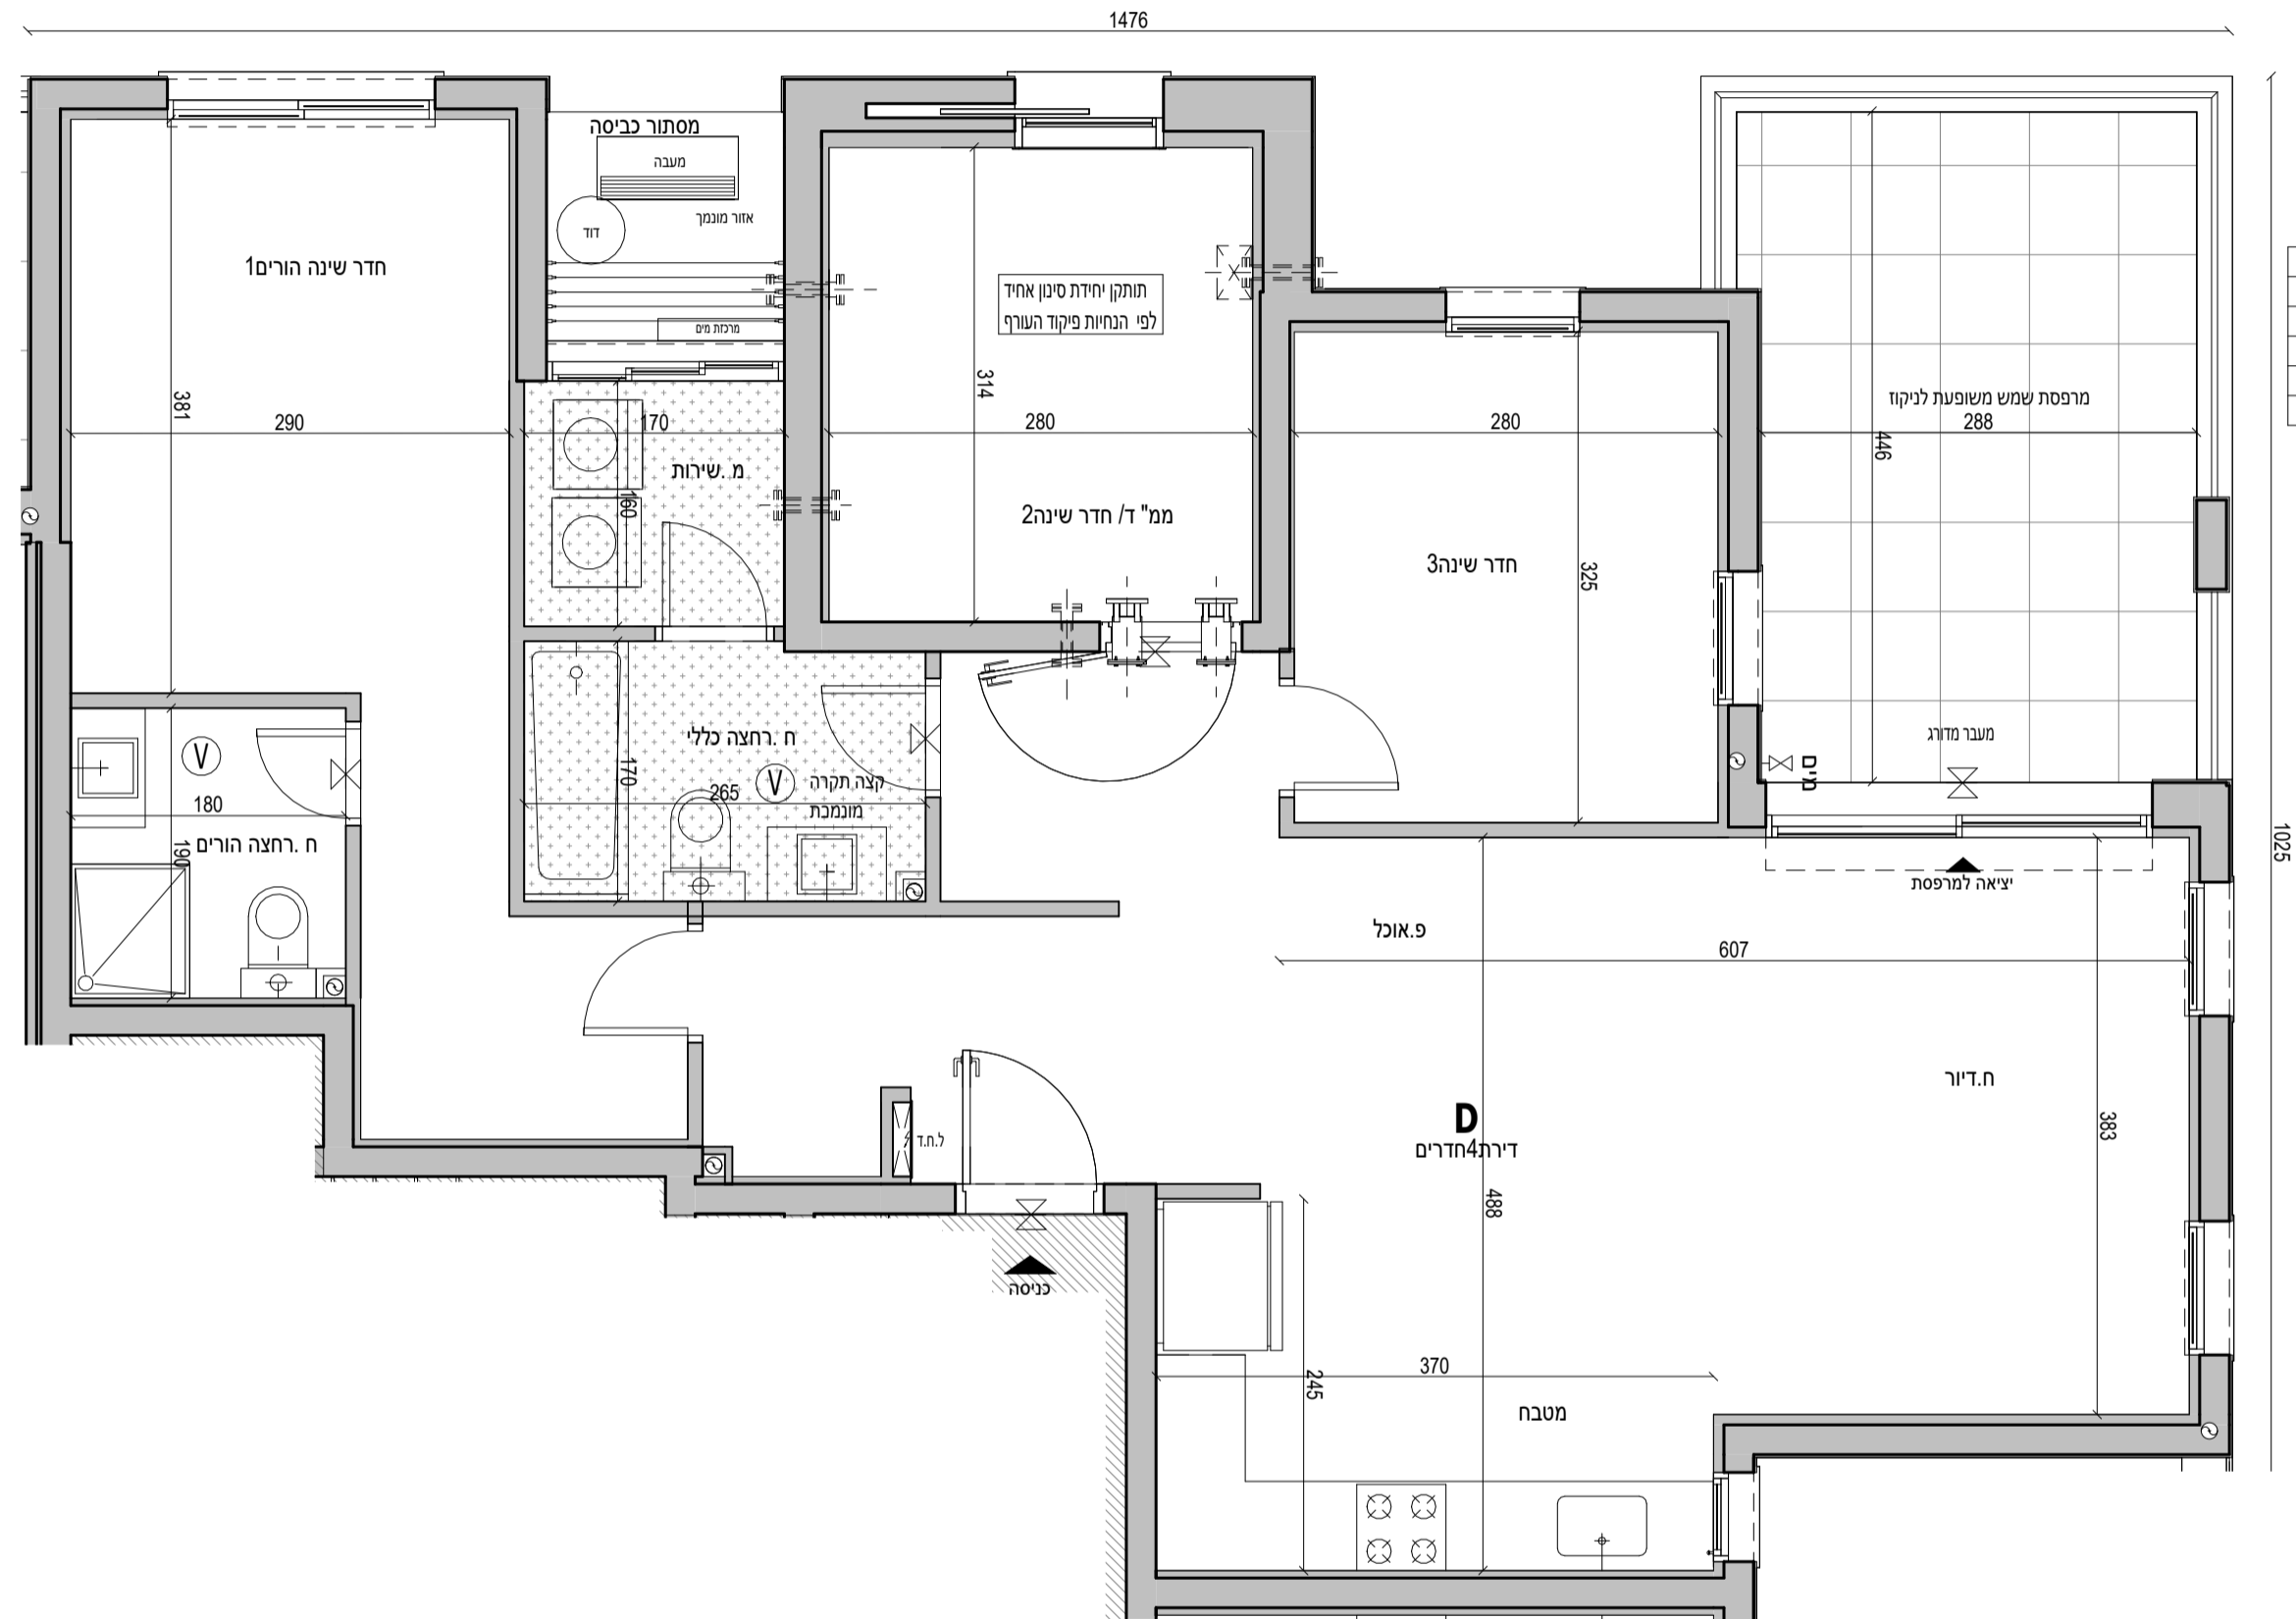 1476
מסתור כביסה
מעבה
אזור מונמך
דוד
מרכזת מים
חדר שינה הורים1
תותקן יחידת סינון אחיד
לפי הנחיות פיקוד העורף
381
290
170
314
280
280
מרפסת שמש משופעת לניקוז
288
446
מ .שירות
160
ממ" ד/ חדר שינה2
חדר שינה3
325
ח .רחצה כללי
V
קצה תקרה
מונמכת
170
265
V
180
ח .רחצה הורים
190
מעבר מדורג
מים
יציאה למרפסת
1025
פ.אוכל
607
ח.דיור
D
דירת4חדרים
383
488
ל.ח.ד
כניסה
370
245
מטבח